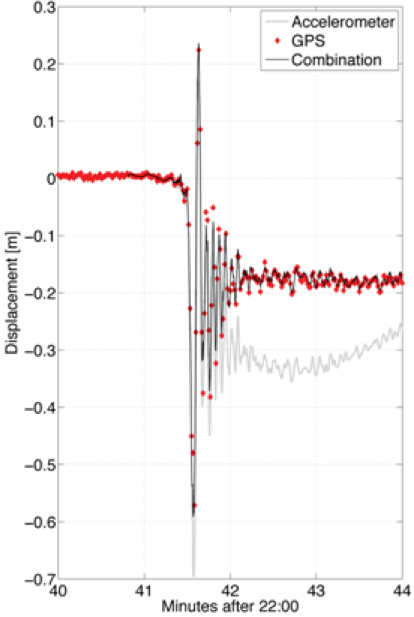 0.3
0.2
0.1
0
−0.1
−0.2
−0.3
−0.4
−0.5
−0.6
−0.7
Displacement [m]
Accelerometer
GPS
Combination
40 41 42 43 44
Minutes after 22:00